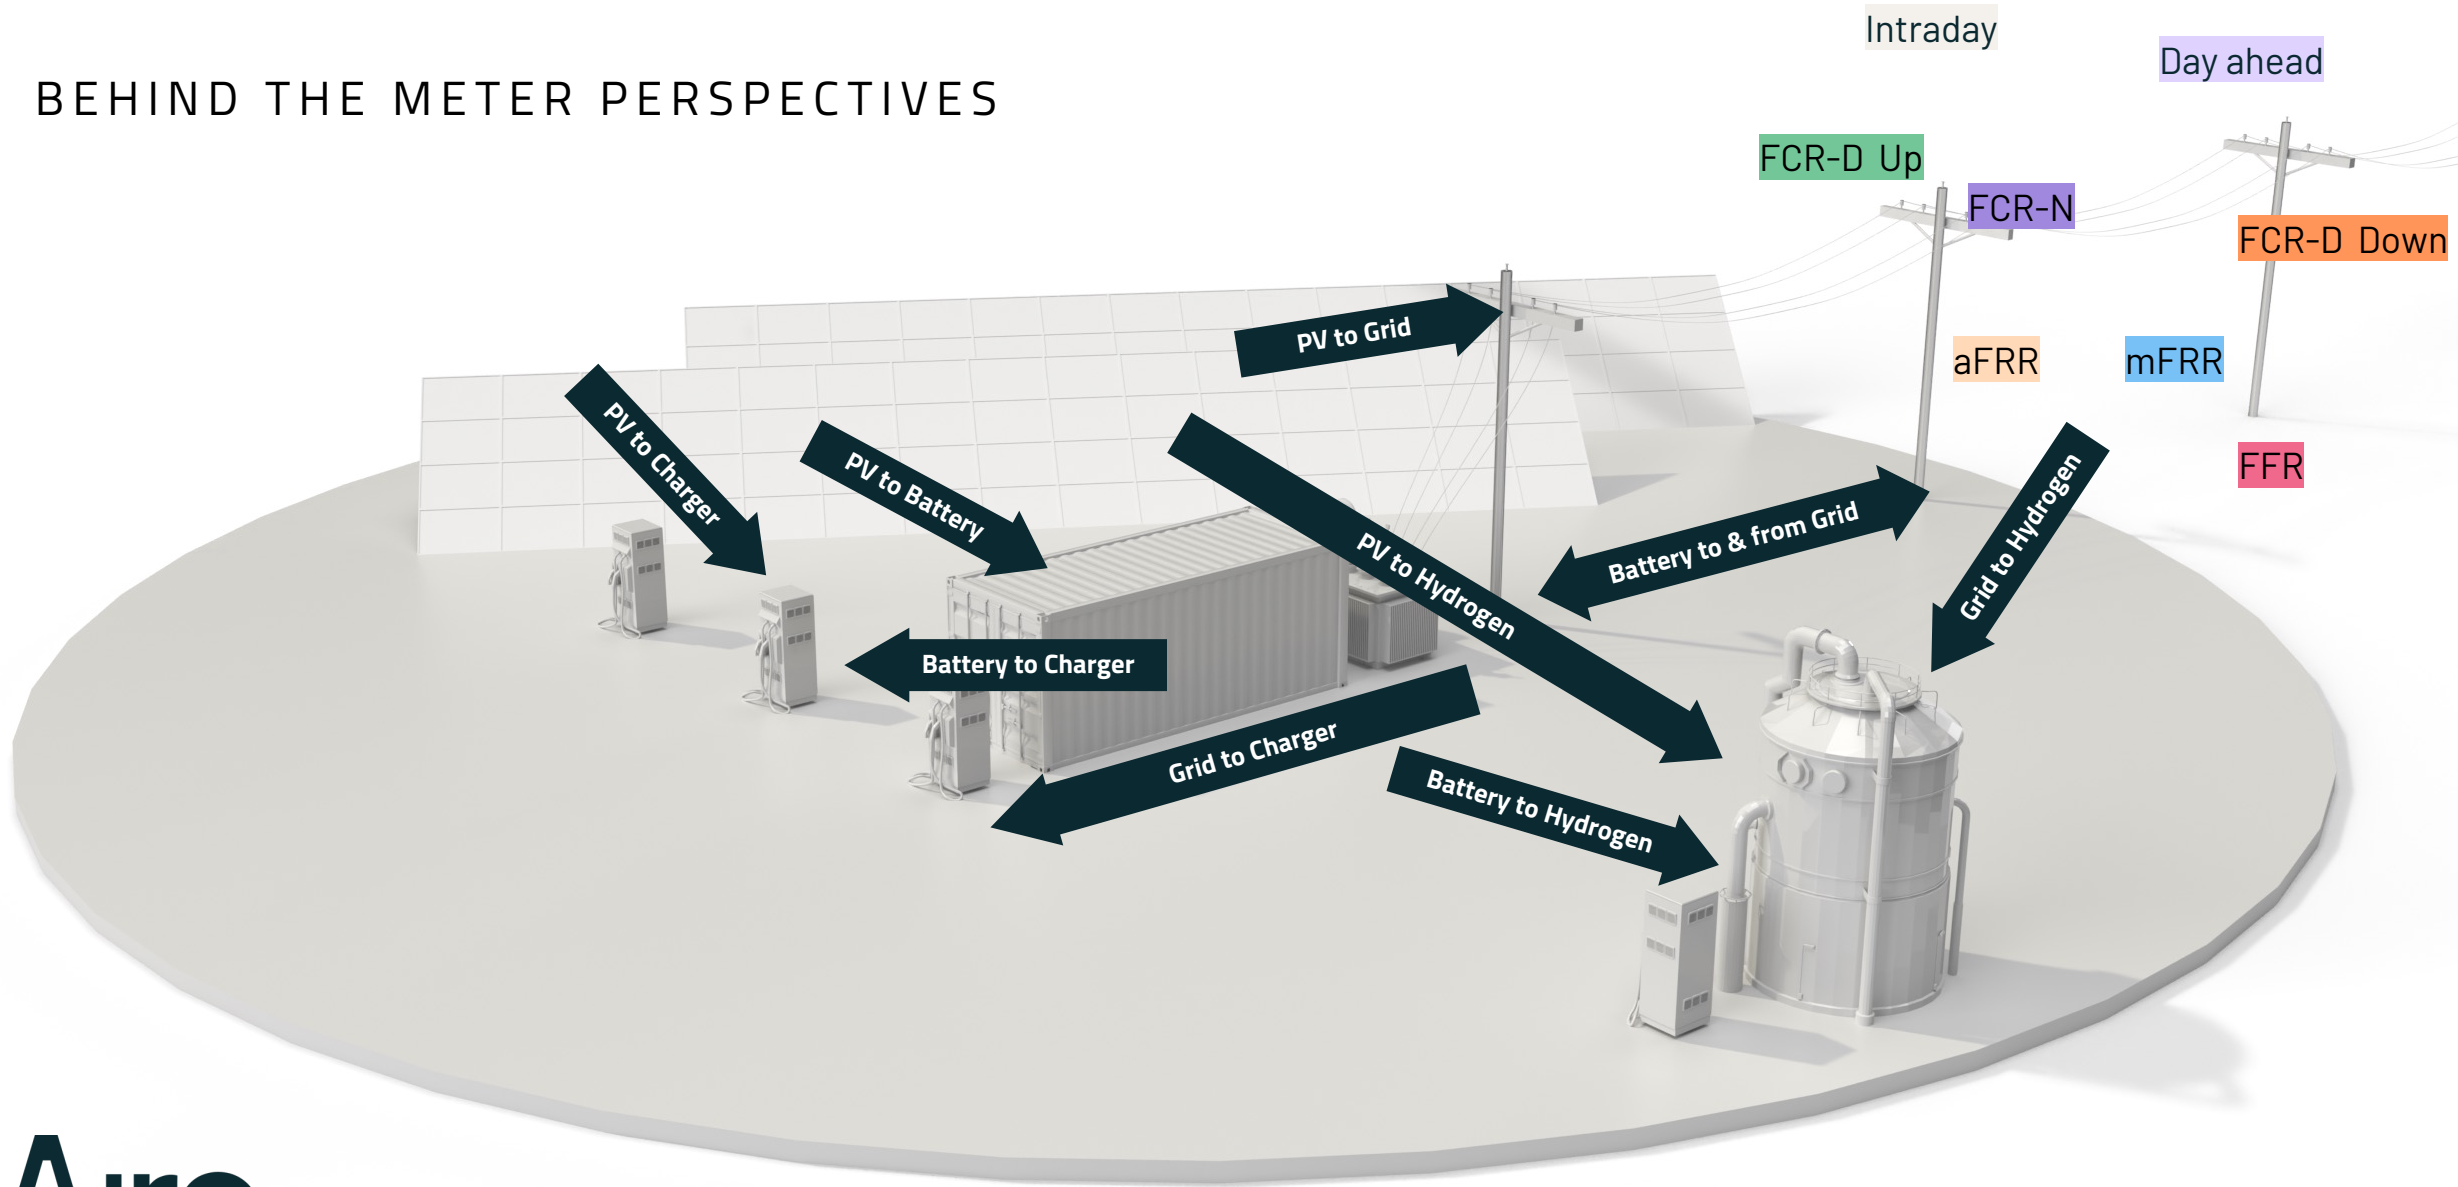 Intraday
Day ahead
BEHIND THE METER PERSPECTIVES
FCR-D Up
FCR-N
FCR-D Down
PV to Grid
aFRR
mFRR
FFR
PV to Charger
PV to Battery
PV to Hydrogen
Battery to & from Grid
Grid to Hydrogen
Battery to Charger
Grid to Charger
Battery to Hydrogen